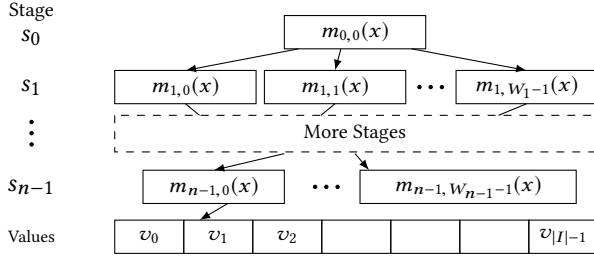 Stage
s₀ m₀,₀(x)
s₁ m₁,₀(x) m₁,₁(x) ••• m₁,W₁₋₁(x)
⋮ More Stages
sₙ₋₁ mₙ₋₁,₀(x) ••• mₙ₋₁,Wₙ₋₁₋₁(x)
Values v₀ v₁ v₂ v|I|−1